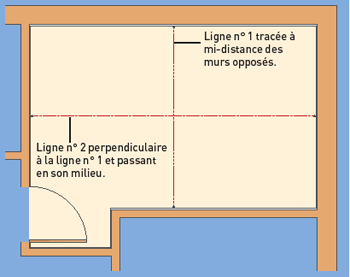 Ligne n° 1 tracée à
mi-distance des
murs opposés.
Ligne n° 2 perpendiculaire
à la ligne n° 1 et passant
en son milieu.